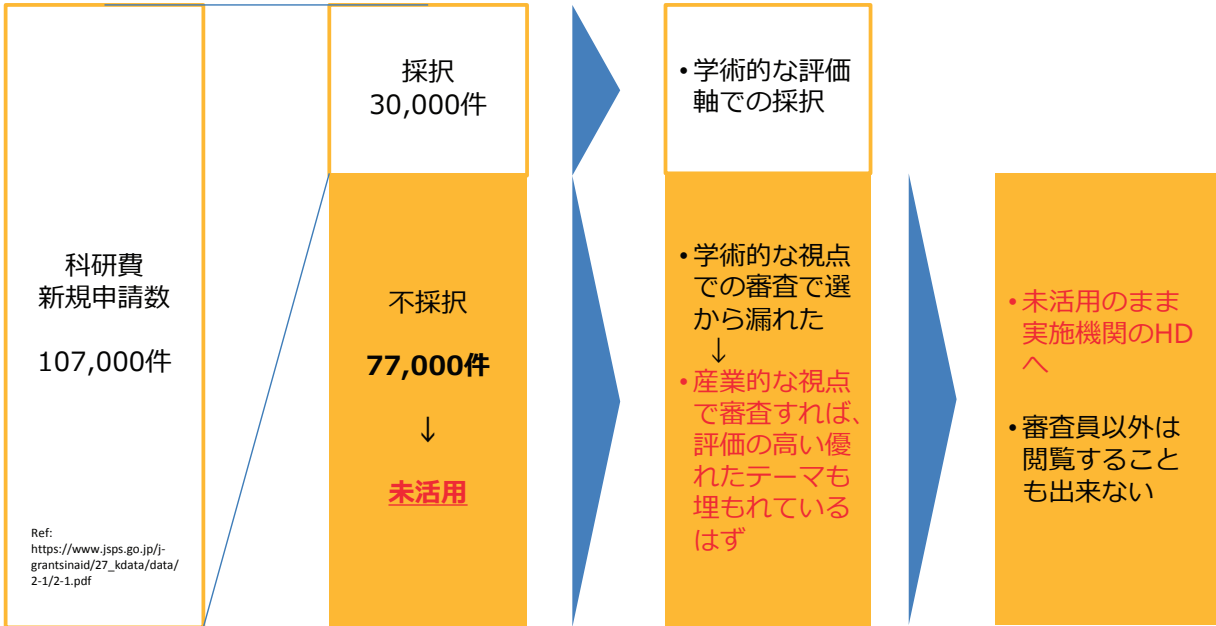 科研費
新規申請数
107,000件
Ref:
https://www.jsps.go.jp/j-
grantsinaid/27_kdata/data/
2-1/2-1.pdf
採択
30,000件
不採択
77,000件
↓
未活用
•学術的な評価
軸での採択
•学術的な視点
での審査で選
から漏れた
↓
•産業的な視点
で審査すれば、
評価の高い優
れたテーマも
埋もれている
はず
•未活用のまま
実施機関のHD
へ
•審査員以外は
閲覧すること
も出来ない